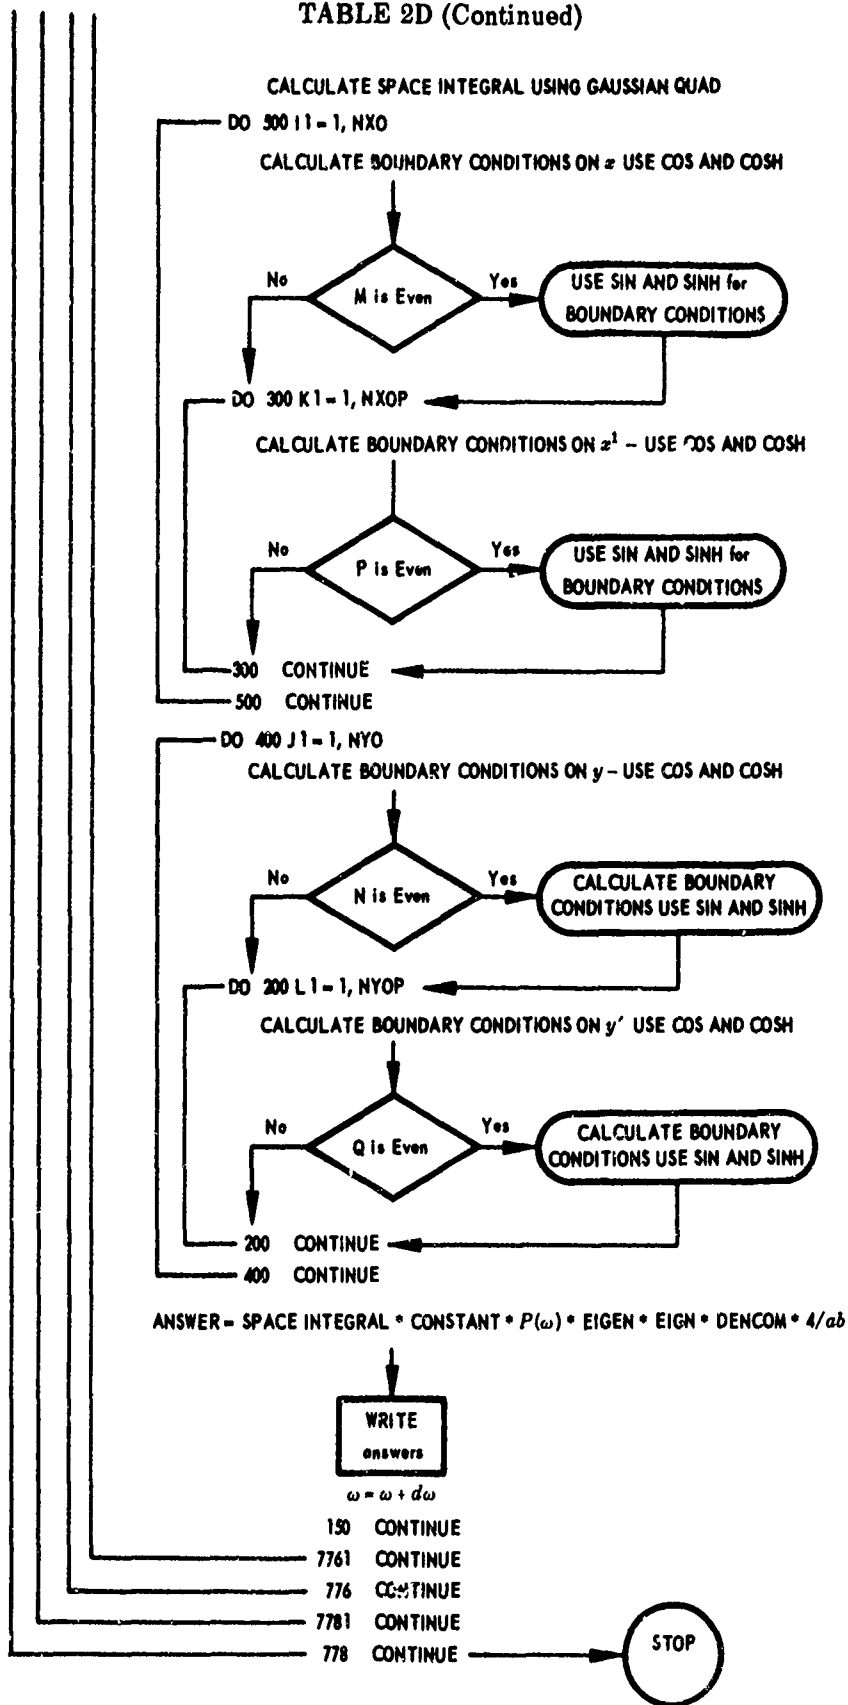 TABLE 2D (Continued)
CALCULATE SPACE INTEGRAL USING GAUSSIAN QUAD
DO 500 I1 = 1, NXO
CALCULATE BOUNDARY CONDITIONS ON x USE COS AND COSH
No
M is Even
Yes
USE SIN AND SINH for
BOUNDARY CONDITIONS
DO 300 K1 = 1, NXOP
CALCULATE BOUNDARY CONDITIONS ON x¹ – USE COS AND COSH
No
P is Even
Yes
USE SIN AND SINH for
BOUNDARY CONDITIONS
300 CONTINUE
500 CONTINUE
DO 400 J1 = 1, NYO
CALCULATE BOUNDARY CONDITIONS ON y – USE COS AND COSH
No
N is Even
Yes
CALCULATE BOUNDARY
CONDITIONS USE SIN AND SINH
DO 200 L1 = 1, NYOP
CALCULATE BOUNDARY CONDITIONS ON y′ USE COS AND COSH
No
Q is Even
Yes
CALCULATE BOUNDARY
CONDITIONS USE SIN AND SINH
200 CONTINUE
400 CONTINUE
ANSWER = SPACE INTEGRAL * CONSTANT * P(ω) * EIGEN * EIGN * DENCOM * 4/ab
WRITE
answers
ω = ω + dω
150 CONTINUE
7761 CONTINUE
776 CONTINUE
7781 CONTINUE
778 CONTINUE
STOP